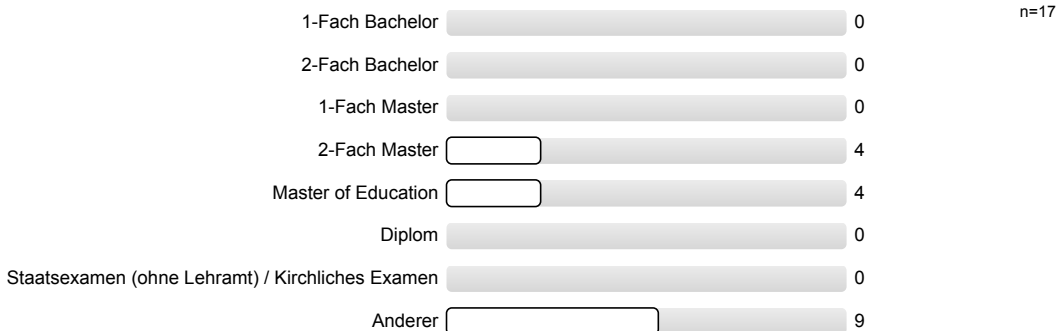 1-Fach Bachelor 0 n=17
2-Fach Bachelor 0
1-Fach Master 0
2-Fach Master 4
Master of Education 4
Diplom 0
Staatsexamen (ohne Lehramt) / Kirchliches Examen 0
Anderer 9